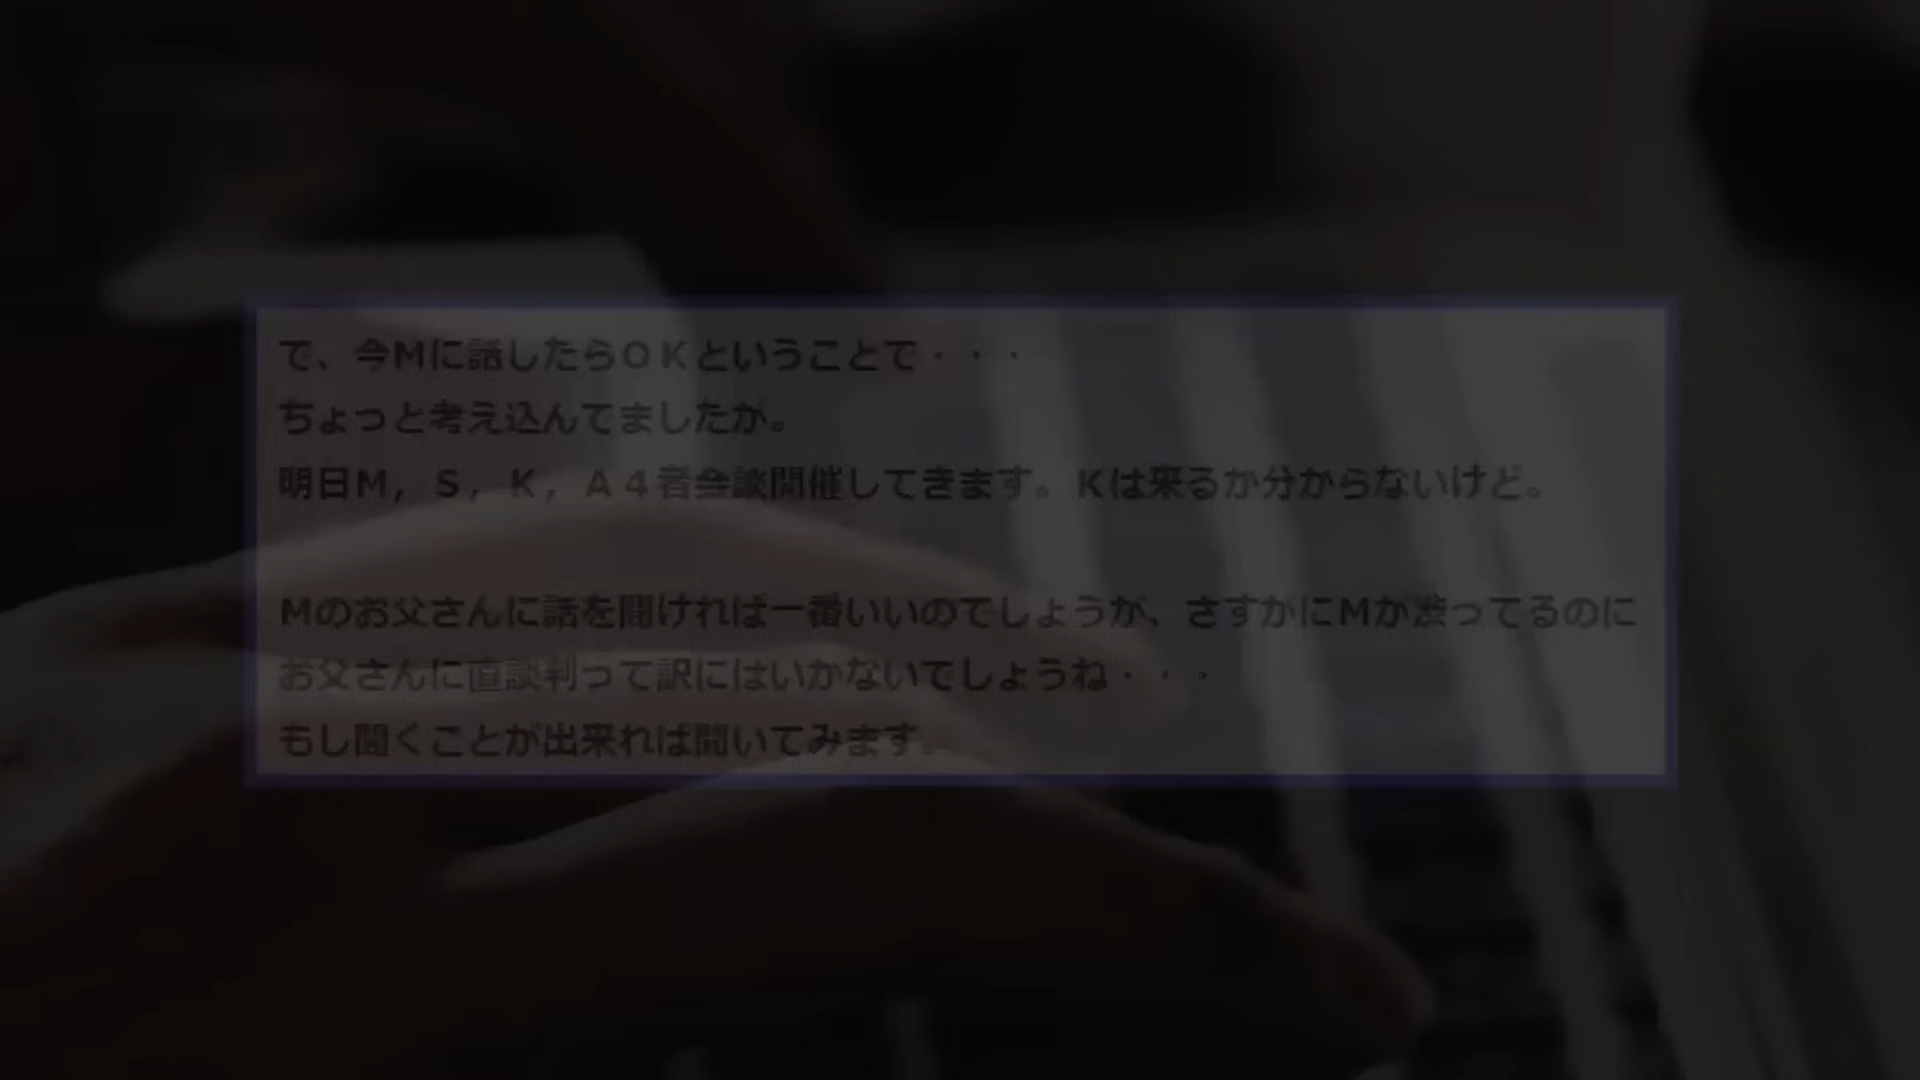 で、今Mに話したらＯＫということで・・・
ちょっと考え込んでましたが。
明日M，Ｓ，Ｋ，Ａ４者会談開催してきます。Kは来るか分からないけど。
Mのお父さんに話を聞ければ一番いいのでしょうが、さすがにMが渋ってるのに
お父さんに直談判って訳にはいかないでしょうね・・・
もし聞くことが出来れば聞いてみます。